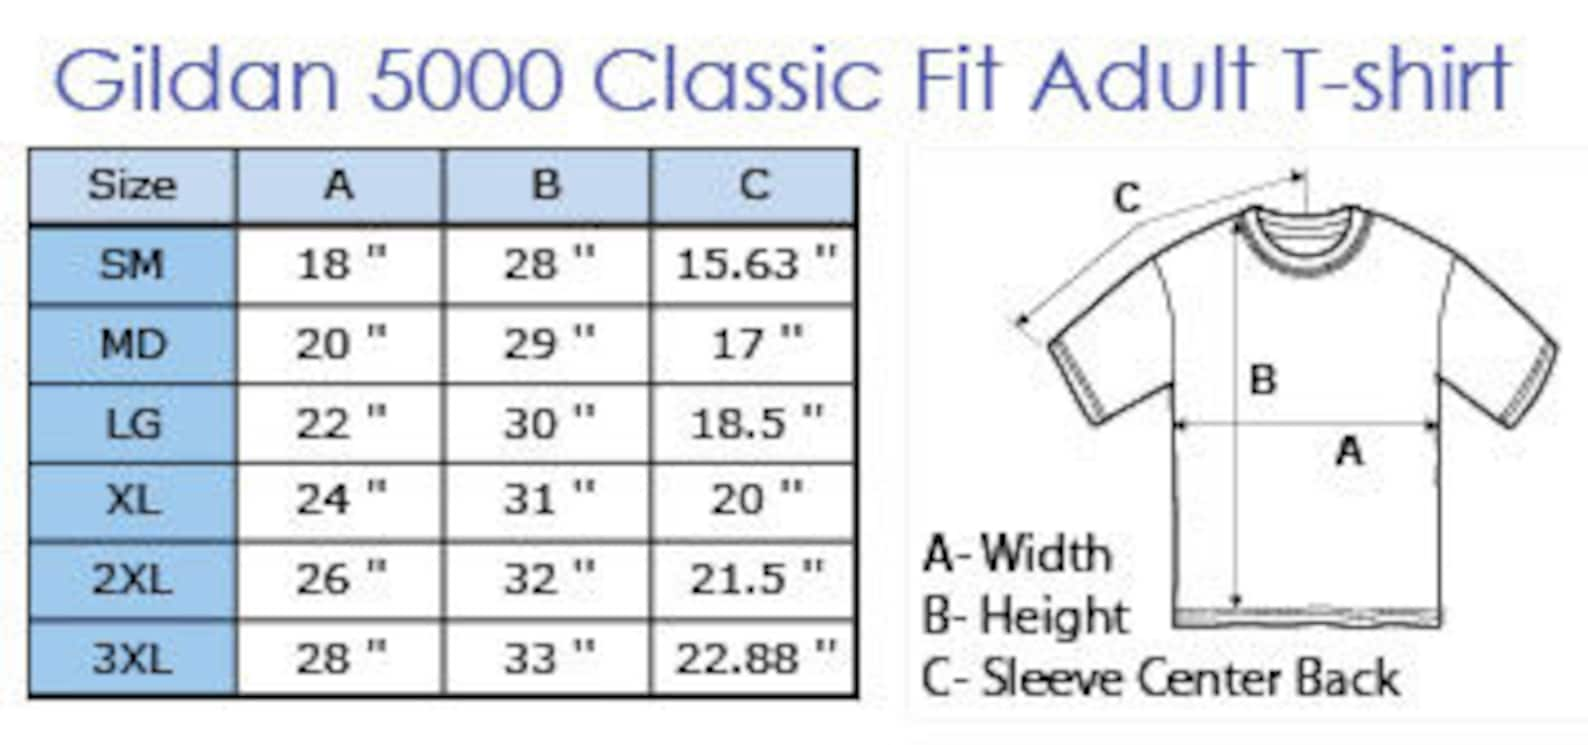 Gildan 5000 Classic Fit Adult T-shirt
Size A B C
SM 18 " 28 " 15.63 "
MD 20 " 29 " 17 "
LG 22 " 30 " 18.5 "
XL 24 " 31 " 20 "
2XL 26 " 32 " 21.5 "
3XL 28 " 33 " 22.88 "
C
B
A
A- Width
B- Height
C- Sleeve Center Back